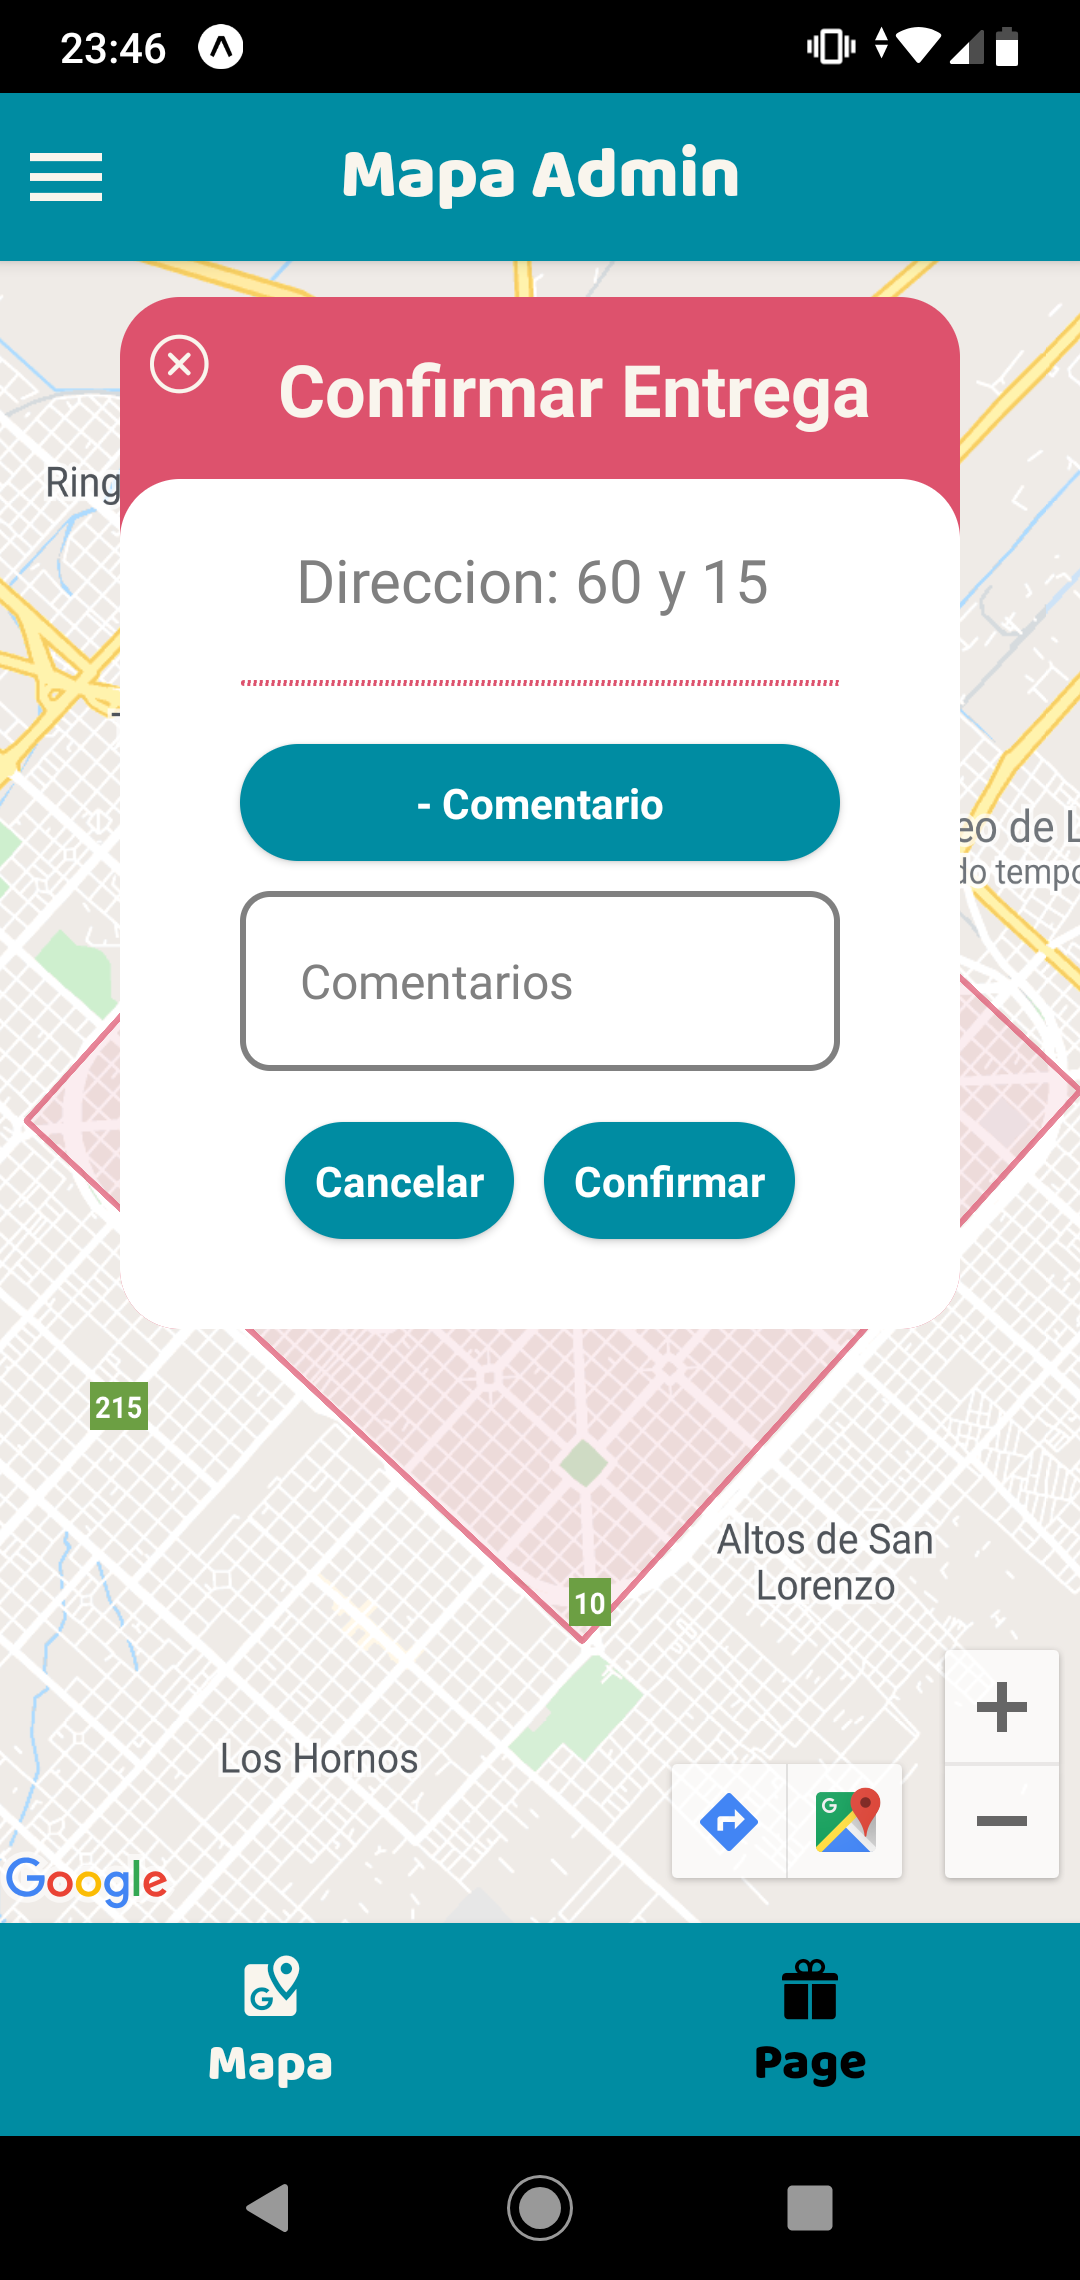 23:46
Mapa Admin
Confirmar Entrega
Ring
Direccion: 60 y 15
- Comentario
eo de L
do tempo
Comentarios
Cancelar
Confirmar
215
Altos de San
Lorenzo
10
Los Hornos
G
Google
G
Mapa
Page